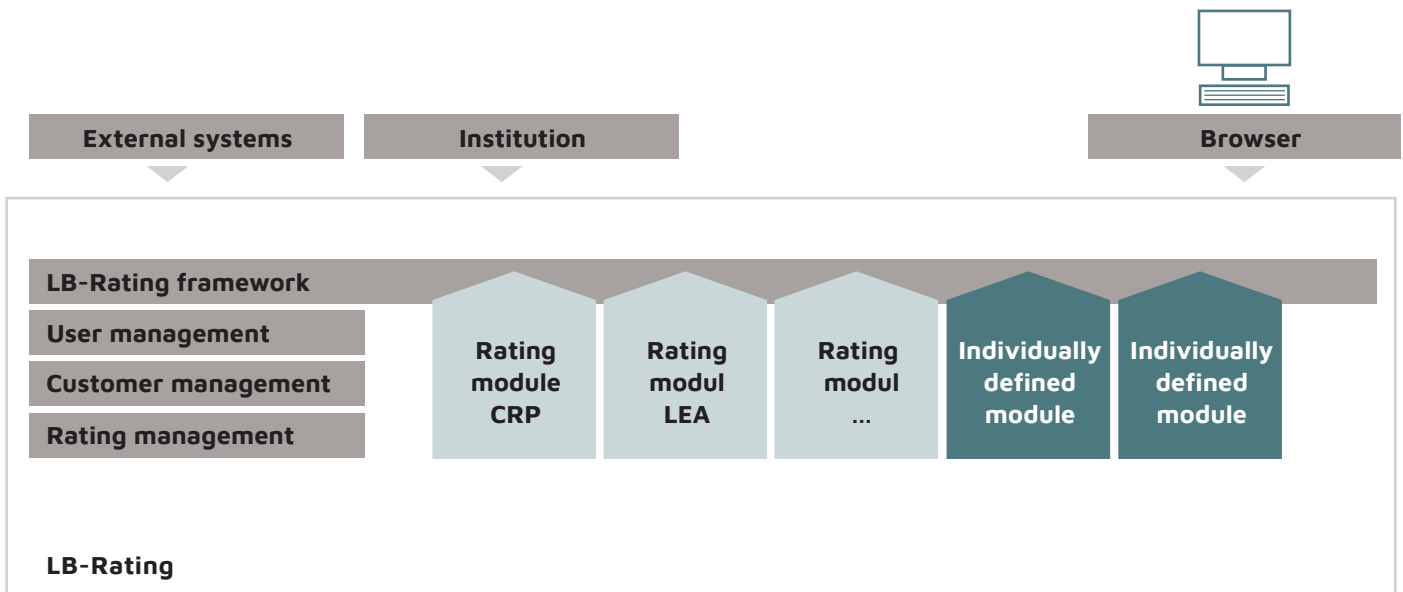 External systems
Institution
Browser
LB-Rating framework
User management
Customer management
Rating management
Rating
module
CRP
Rating
modul
LEA
Rating
modul
...
Individually
defined
module
Individually
defined
module
LB-Rating